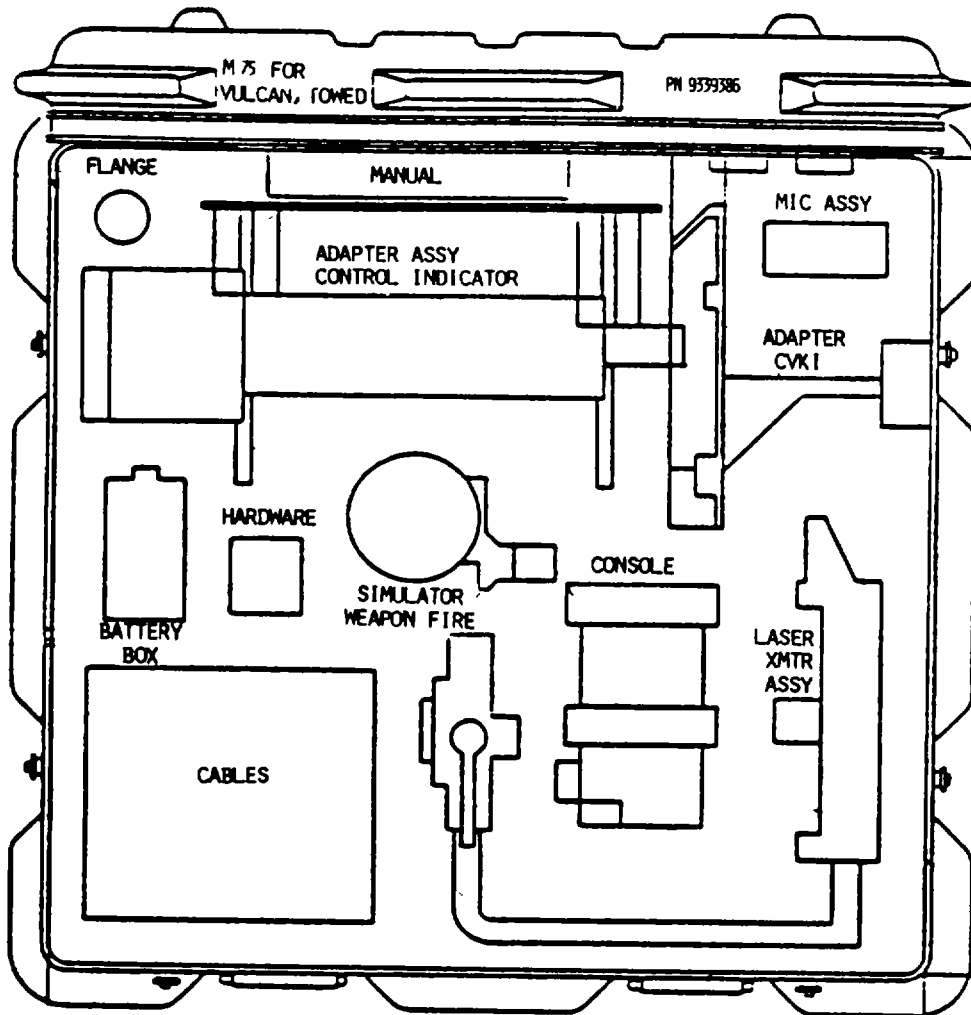 M 75 FOR
VULCAN, TOWED
PN 9339386
FLANGE
MANUAL
MIC ASSY
ADAPTER ASSY
CONTROL INDICATOR
ADAPTER
CVKI
HARDWARE
SIMULATOR
WEAPON FIRE
CONSOLE
BATTERY
BOX
LASER
XMTR
ASSY
CABLES